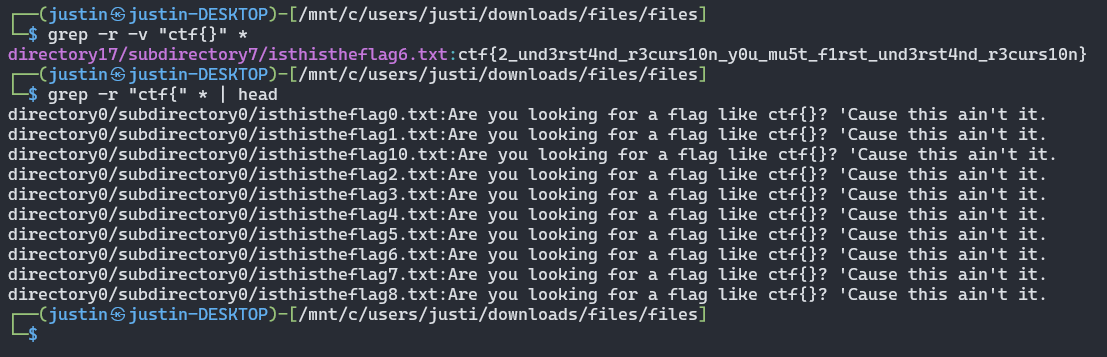 ┌──(justin㉿justin-DESKTOP)-[/mnt/c/users/justi/downloads/files/files]
└─$ grep -r -v "ctf{}" *
directory17/subdirectory7/isthistheflag6.txt:ctf{2_und3rst4nd_r3curs10n_y0u_mu5t_f1rst_und3rst4nd_r3curs10n}
┌──(justin㉿justin-DESKTOP)-[/mnt/c/users/justi/downloads/files/files]
└─$ grep -r "ctf{" * | head
directory0/subdirectory0/isthistheflag0.txt:Are you looking for a flag like ctf{}? 'Cause this ain't it.
directory0/subdirectory0/isthistheflag1.txt:Are you looking for a flag like ctf{}? 'Cause this ain't it.
directory0/subdirectory0/isthistheflag10.txt:Are you looking for a flag like ctf{}? 'Cause this ain't it.
directory0/subdirectory0/isthistheflag2.txt:Are you looking for a flag like ctf{}? 'Cause this ain't it.
directory0/subdirectory0/isthistheflag3.txt:Are you looking for a flag like ctf{}? 'Cause this ain't it.
directory0/subdirectory0/isthistheflag4.txt:Are you looking for a flag like ctf{}? 'Cause this ain't it.
directory0/subdirectory0/isthistheflag5.txt:Are you looking for a flag like ctf{}? 'Cause this ain't it.
directory0/subdirectory0/isthistheflag6.txt:Are you looking for a flag like ctf{}? 'Cause this ain't it.
directory0/subdirectory0/isthistheflag7.txt:Are you looking for a flag like ctf{}? 'Cause this ain't it.
directory0/subdirectory0/isthistheflag8.txt:Are you looking for a flag like ctf{}? 'Cause this ain't it.
┌──(justin㉿justin-DESKTOP)-[/mnt/c/users/justi/downloads/files/files]
└─$